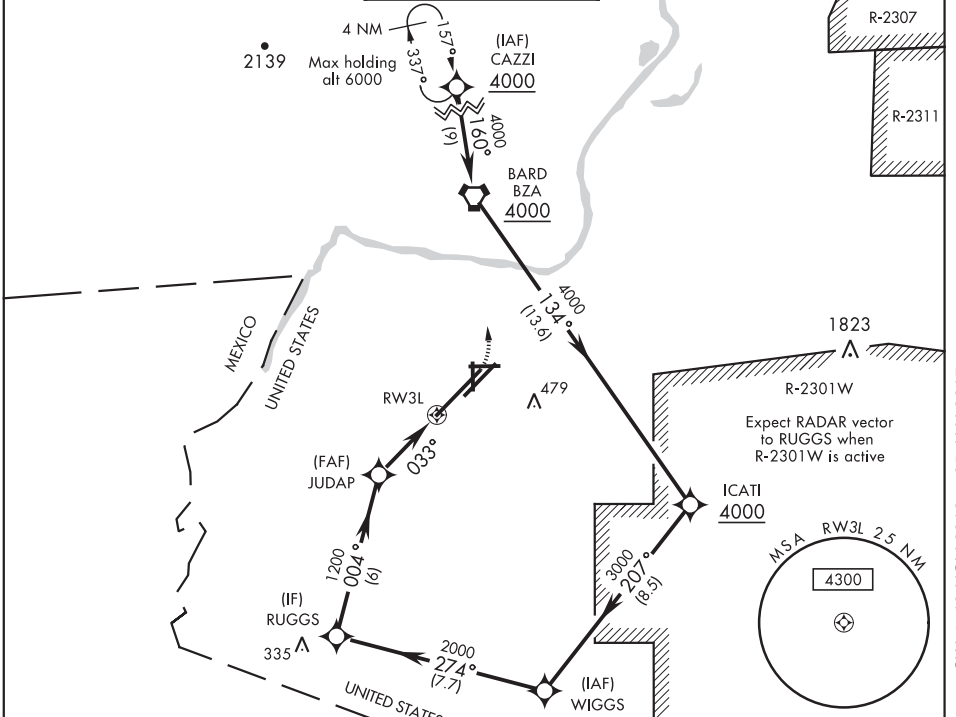 R-2307
4 NM
157°
337°
(IAF)
CAZZI
4000
2139
Max holding
alt 6000
R-2311
4000
160°
(9)
BARD
BZA
4000
4000
134°
(13.6)
MEXICO
UNITED STATES
1823
R-2301W
RW3L
479
Expect RADAR vector
to RUGGS when
R-2301W is active
033°
(FAF)
JUDAP
ICATI
4000
MSA RW3L 25 NM
4300
1200
004°
(6)
3000
207°
(8.5)
(IF)
RUGGS
335
2000
274°
(7.7)
(IAF)
WIGGS
UNITED STATES